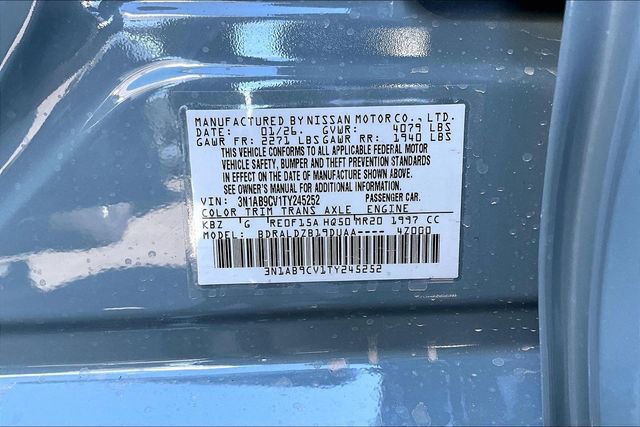 MANUFACTURED BY NISSAN MOTOR CO., LTD.
DATE: 01/26. GVWR: 4079 LBS
GAWR FR: 2271 LBS GAWR RR: 1940 LBS
THIS VEHICLE CONFORMS TO ALL APPLICABLE FEDERAL MOTOR
VEHICLE SAFETY, BUMPER AND THEFT PREVENTION STANDARDS
IN EFFECT ON THE DATE OF MANUFACTURE SHOWN ABOVE.
SEE OWNER'S MANUAL FOR ADDITIONAL INFORMATION.
VIN: 3N1AB9CV1TY245252 PASSENGER CAR.
COLOR TRIM TRANS AXLE ENGINE
KBZ G RE0F15A HQ50 MR20 1997 CC
MODEL: BDRALDZB19DUAA---- 47000
3N1AB9CV1TY245252